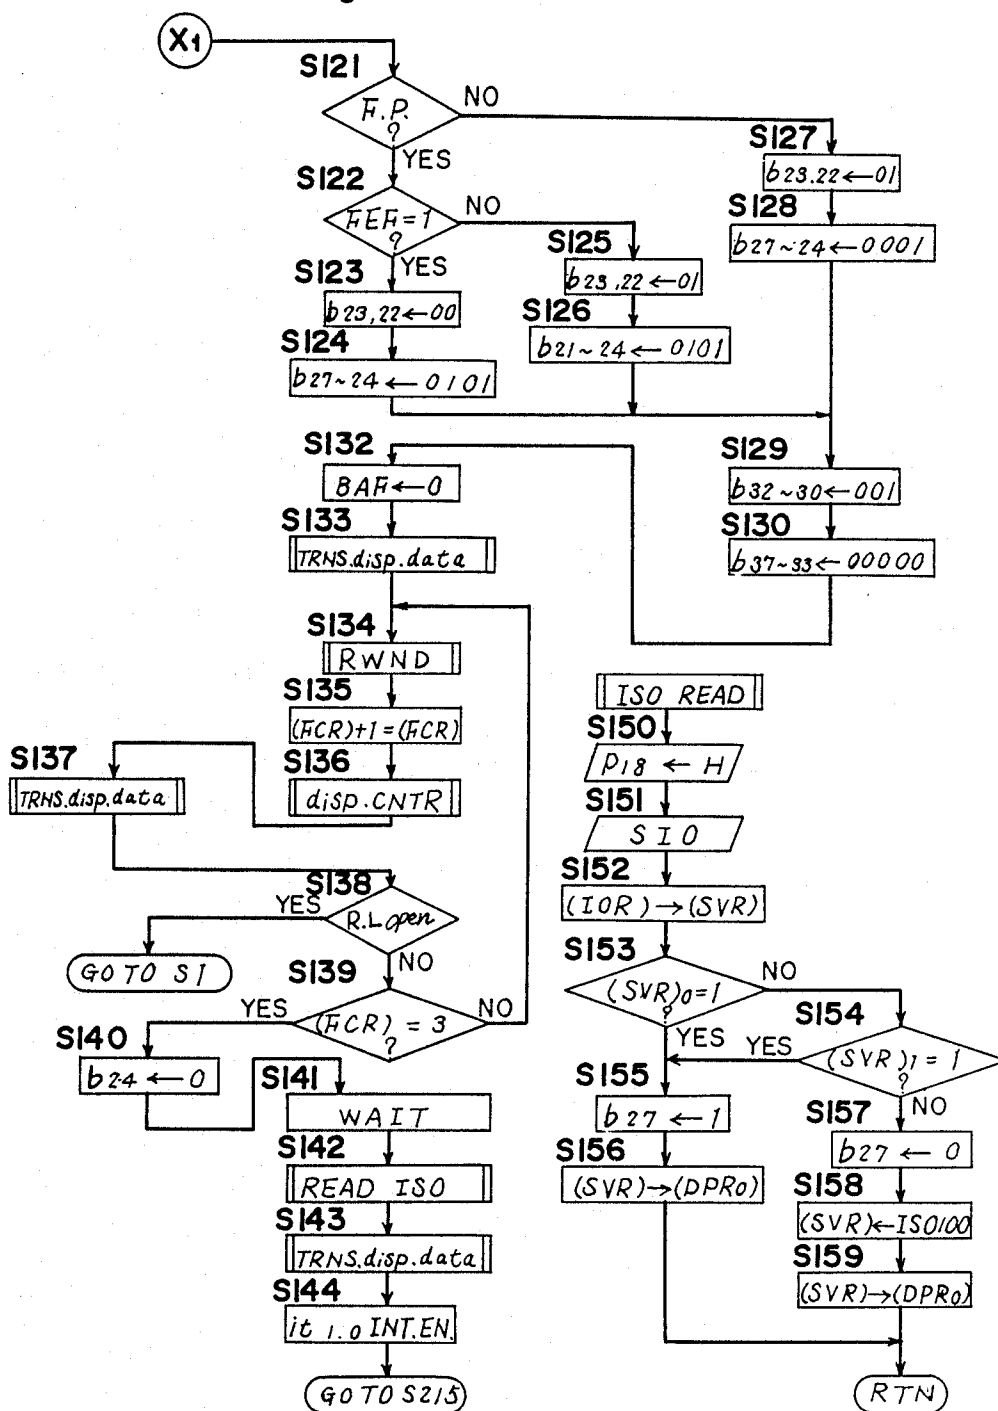 X1
S121
F.P.
?
NO
YES
S122
FEF=1
?
NO
YES
S123
b23,22←00
S124
b27~24←0101
S125
b23,22←01
S126
b21~24←0101
S127
b23.22←01
S128
b27~24←0001
S129
b32~30←001
S130
b37~33←00000
S132
BAF←0
S133
TRNS.disp.data
S134
RWND
S135
(FCR)+1=(FCR)
S136
disp.CNTR
S137
TRNS.disp.data
S138
R.L open
YES
GO TO S1
NO
S139
(FCR)=3
?
YES
NO
S140
b24←0
S141
WAIT
S142
READ ISO
S143
TRNS.disp.data
S144
it 1.0 INT.EN.
GO TO S215
ISO READ
S150
P18←H
S151
SIO
S152
(IOR)→(SVR)
S153
(SVR)0=1
?
NO
YES
S154
(SVR)1=1
?
YES
NO
S155
b27←1
S156
(SVR)→(DPR0)
S157
b27←0
S158
(SVR)←ISO100
S159
(SVR)→(DPR0)
RTN